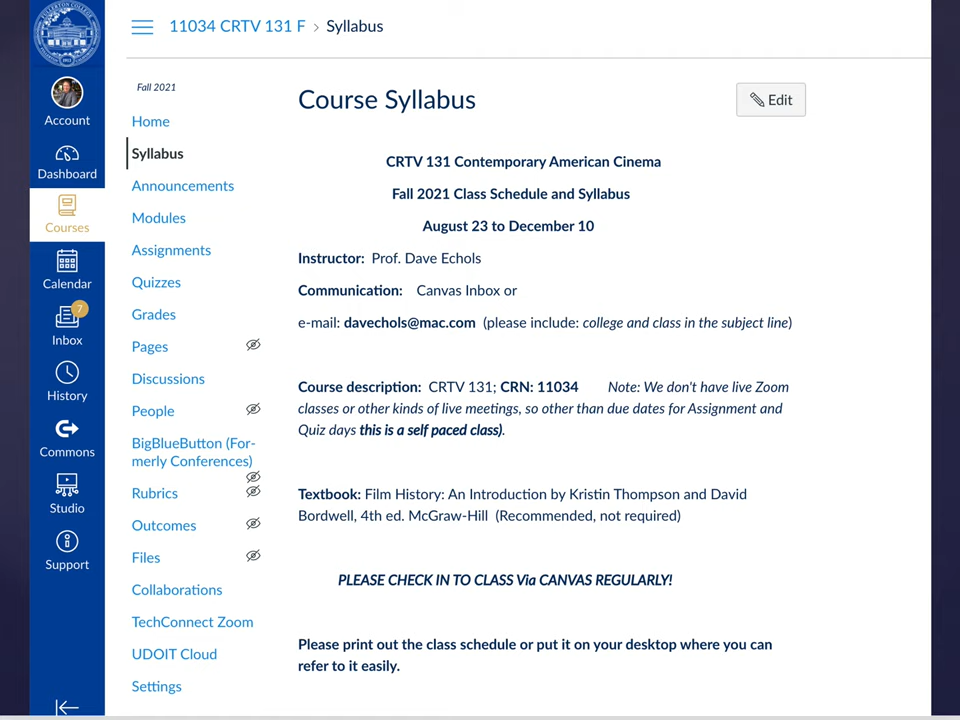 11034 CRTV 131 F > Syllabus
Account
Dashboard
Courses
Calendar
7
Inbox
History
Commons
Studio
Support
Fall 2021
Home
Syllabus
Announcements
Modules
Assignments
Quizzes
Grades
Pages
Discussions
People
BigBlueButton (For-
merly Conferences)
Rubrics
Outcomes
Files
Collaborations
TechConnect Zoom
UDOIT Cloud
Settings
Course Syllabus
Edit
CRTV 131 Contemporary American Cinema
Fall 2021 Class Schedule and Syllabus
August 23 to December 10
Instructor: Prof. Dave Echols
Communication: Canvas Inbox or
e-mail: davechols@mac.com (please include: college and class in the subject line)
Course description: CRTV 131; CRN: 11034 Note: We don't have live Zoom
classes or other kinds of live meetings, so other than due dates for Assignment and
Quiz days this is a self paced class).
Textbook: Film History: An Introduction by Kristin Thompson and David
Bordwell, 4th ed. McGraw-Hill (Recommended, not required)
PLEASE CHECK IN TO CLASS Via CANVAS REGULARLY!
Please print out the class schedule or put it on your desktop where you can
refer to it easily.